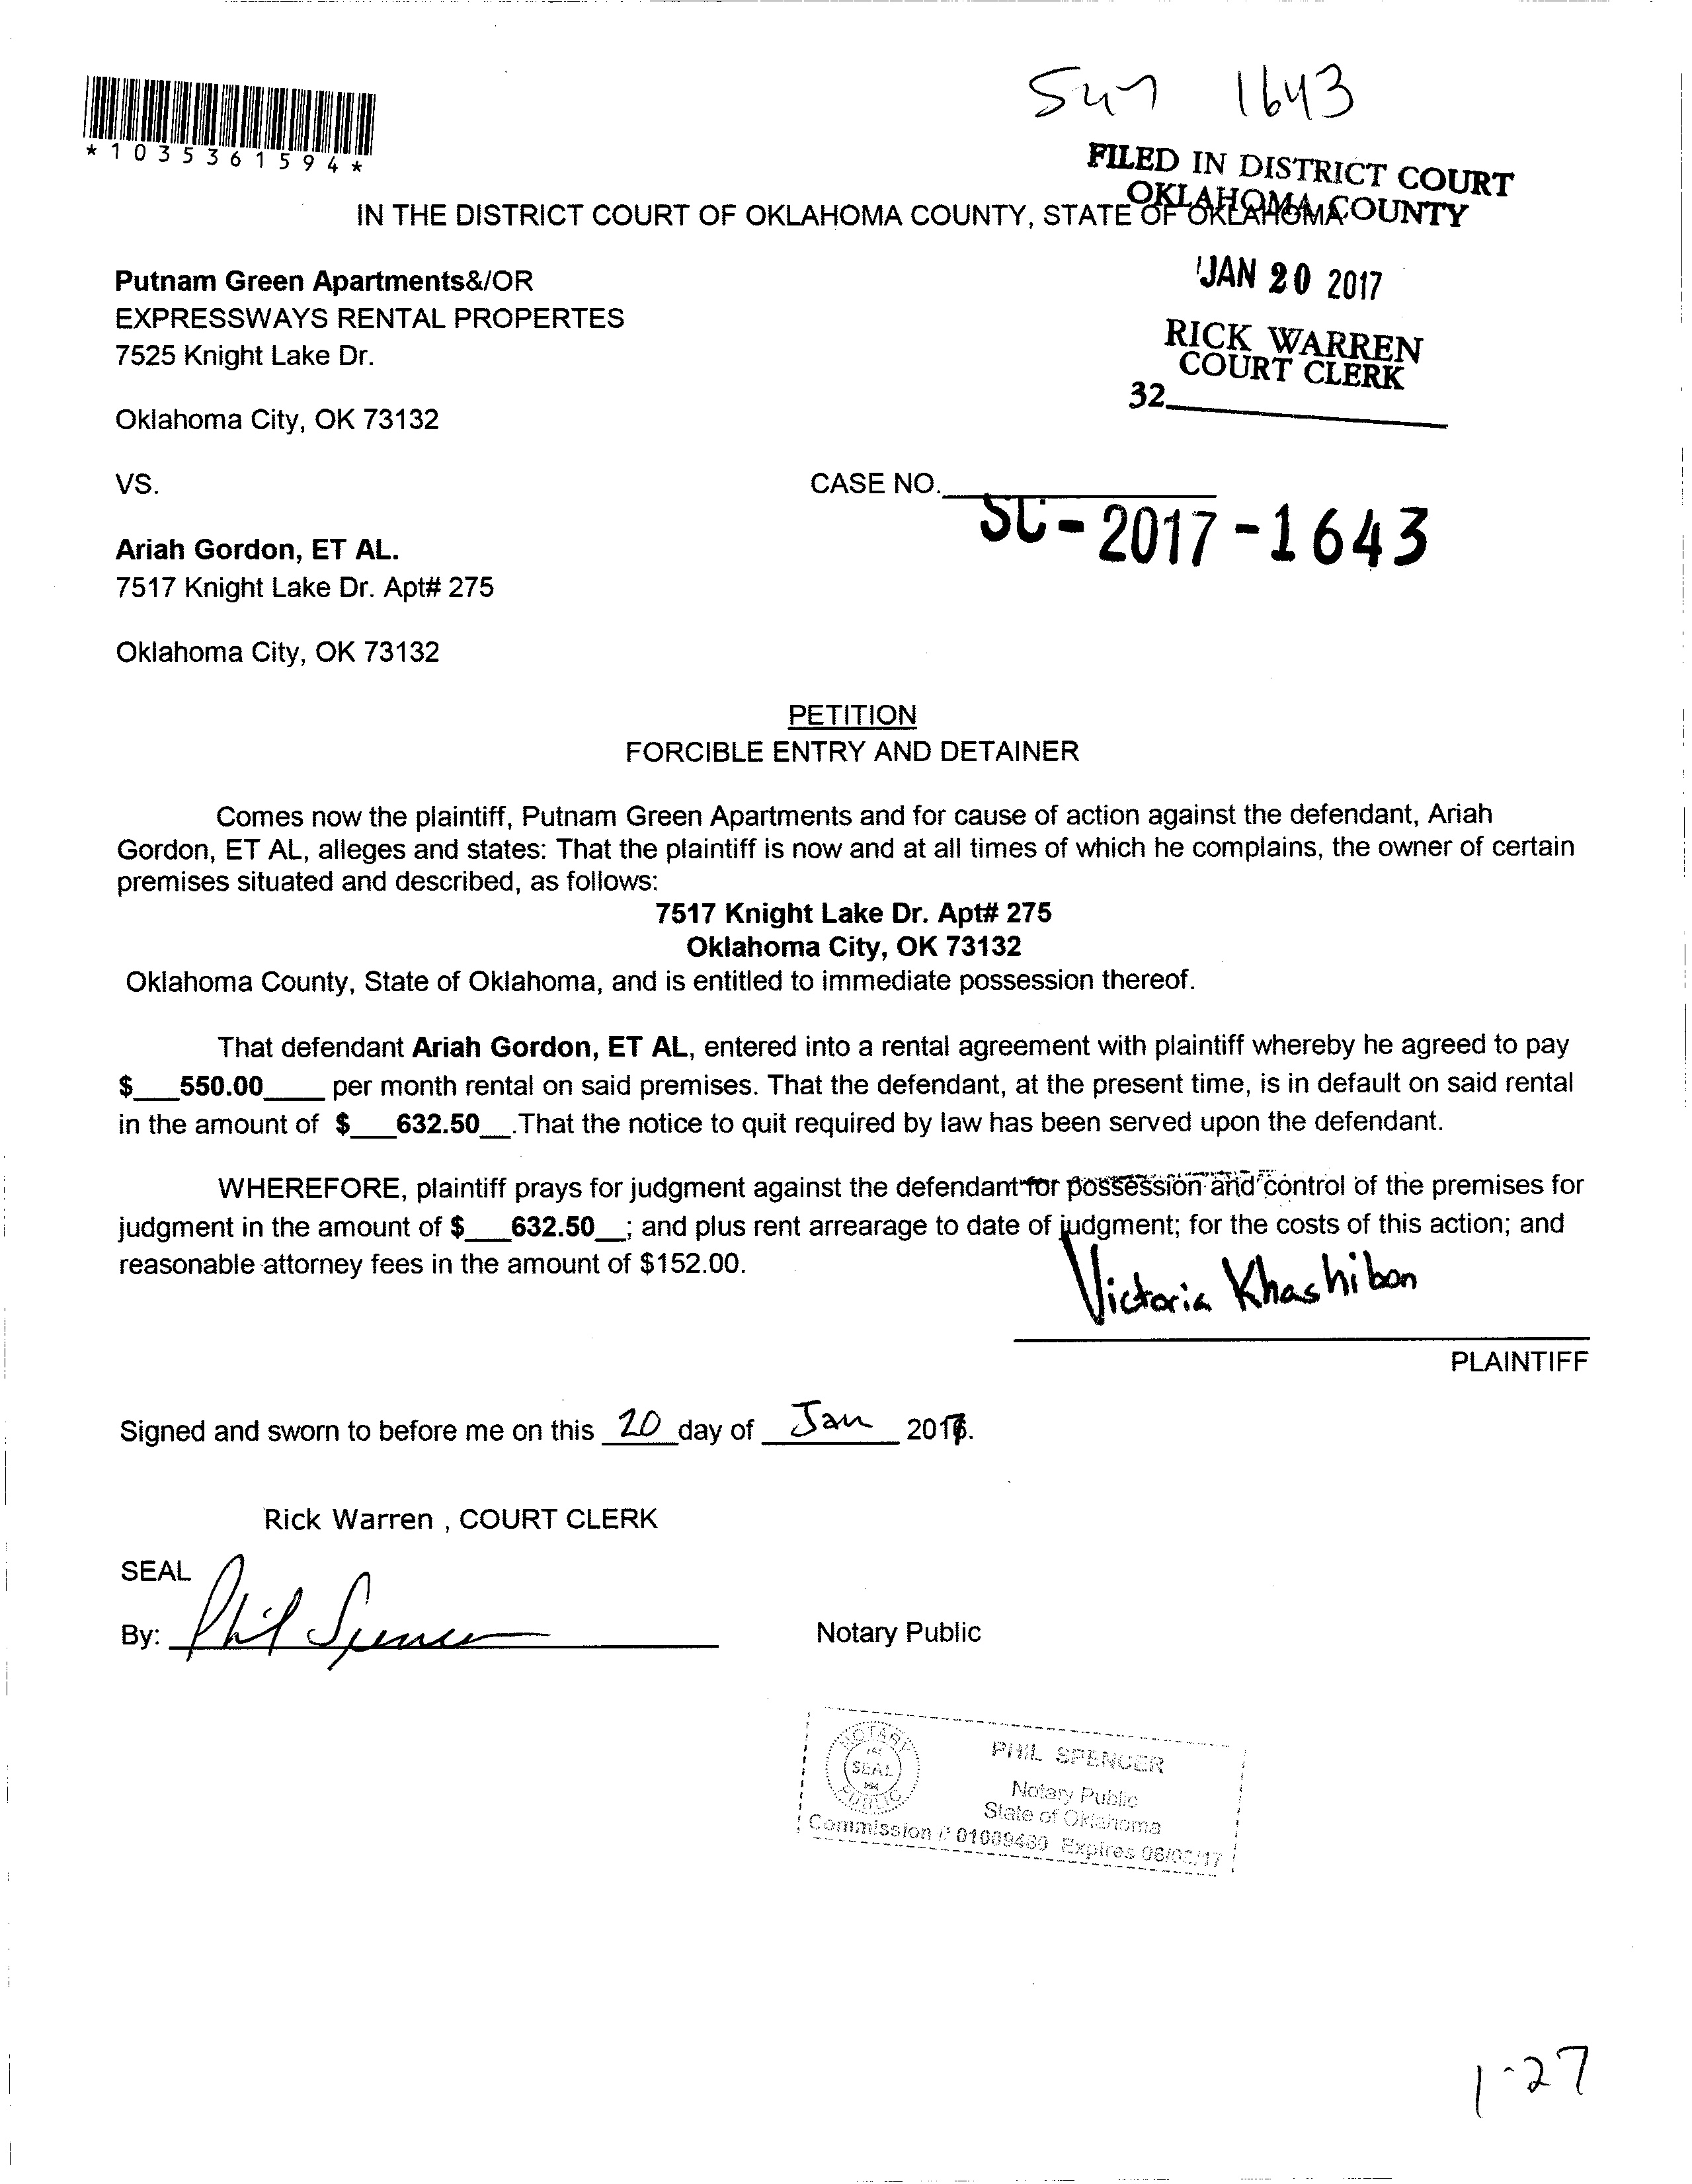 Sm 1643
*1035361594*
FILED IN DISTRICT COURT
OKLAHOMA COUNTY
IN THE DISTRICT COURT OF OKLAHOMA COUNTY, STATE OF OKLAHOMA
JAN 20 2017
RICK WARREN
COURT CLERK
32
Putnam Green Apartments&/OR
EXPRESSWAYS RENTAL PROPERTES
7525 Knight Lake Dr.
Oklahoma City, OK 73132
VS.
CASE NO.
SC-2017-1643
Ariah Gordon, ET AL.
7517 Knight Lake Dr. Apt# 275
Oklahoma City, OK 73132
PETITION
FORCIBLE ENTRY AND DETAINER
Comes now the plaintiff, Putnam Green Apartments and for cause of action against the defendant, Ariah
Gordon, ET AL, alleges and states: That the plaintiff is now and at all times of which he complains, the owner of certain
premises situated and described, as follows:
7517 Knight Lake Dr. Apt# 275
Oklahoma City, OK 73132
Oklahoma County, State of Oklahoma, and is entitled to immediate possession thereof.
That defendant Ariah Gordon, ET AL, entered into a rental agreement with plaintiff whereby he agreed to pay
$___550.00____ per month rental on said premises. That the defendant, at the present time, is in default on said rental
in the amount of $___632.50__.That the notice to quit required by law has been served upon the defendant.
WHEREFORE, plaintiff prays for judgment against the defendant for possession and control of the premises for
judgment in the amount of $___632.50__; and plus rent arrearage to date of judgment; for the costs of this action; and
reasonable attorney fees in the amount of $152.00.
Victoria Khashibon
PLAINTIFF
Signed and sworn to before me on this 20 day of Jan 2017.
Rick Warren , COURT CLERK
SEAL
By: Phil Spencer
Notary Public
NOTARY
SEAL
PUBLIC
PHIL SPENCER
Notary Public
State of Oklahoma
Commission # 01009489 Expires
1-27